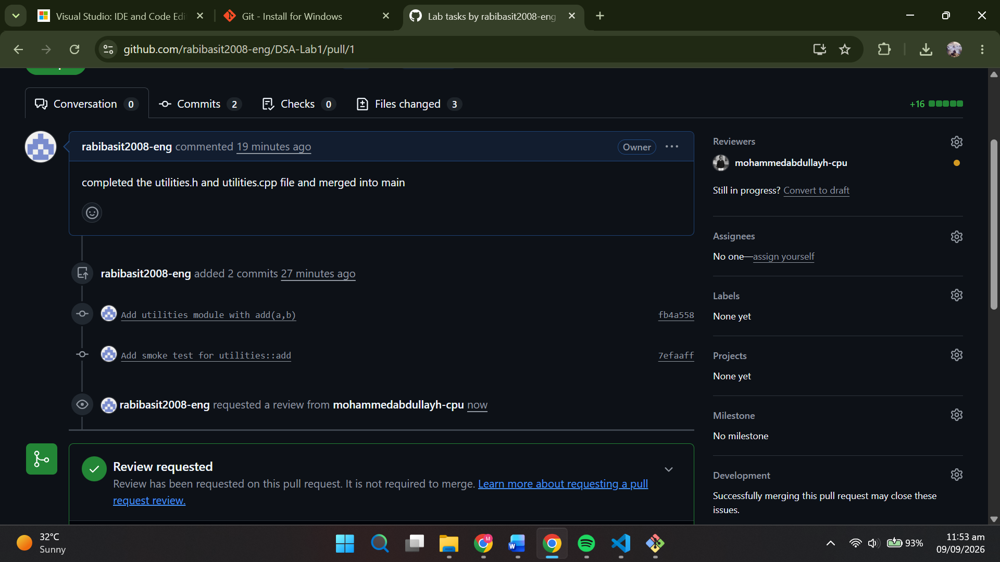 Visual Studio: IDE and Code Edi
Git - Install for Windows
Lab tasks by rabibasit2008-eng
github.com/rabibasit2008-eng/DSA-Lab1/pull/1
Conversation 0
Commits 2
Checks 0
Files changed 3
+16
rabibasit2008-eng commented 19 minutes ago
Owner
completed the utilities.h and utilities.cpp file and merged into main
rabibasit2008-eng added 2 commits 27 minutes ago
Add utilities module with add(a,b)
fb4a558
Add smoke test for utilities::add
7efaaff
rabibasit2008-eng requested a review from mohammedabdullayh-cpu now
Review requested
Review has been requested on this pull request. It is not required to merge. Learn more about requesting a pull
request review.
Reviewers
mohammedabdullayh-cpu
Still in progress? Convert to draft
Assignees
No one—assign yourself
Labels
None yet
Projects
None yet
Milestone
No milestone
Development
Successfully merging this pull request may close these
issues.
32°C
Sunny
M
W
93%
11:53 am
09/09/2026